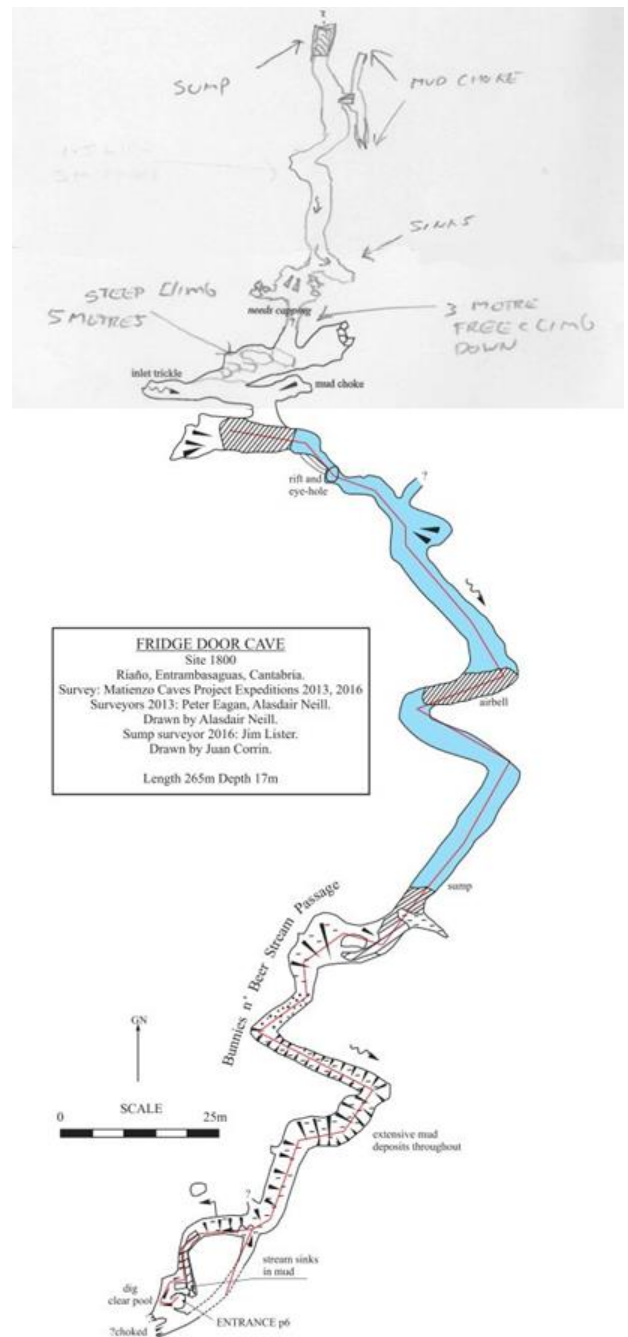 ?
SUMP
MUD CHOKE
SINKS
STEEP CLIMB
5 METRES
needs capping
?
3 METRE
FREE CLIMB
DOWN
inlet trickle
mud choke
rift and
eye-hole
?
FRIDGE DOOR CAVE
Site 1800
Riaño, Entrambasaguas, Cantabria.
Survey: Matienzo Caves Project Expeditions 2013, 2016
Surveyors 2013: Peter Eagan, Alasdair Neill.
Drawn by Alasdair Neill.
Sump surveyor 2016: Jim Lister.
Drawn by Juan Corrin.
Length 265m Depth 17m
airbell
sump
Bunnies n' Beer Stream Passage
GN
SCALE
0 25m
extensive mud
deposits throughout
?
stream sinks
in mud
dig
clear pool
ENTRANCE p6
?choked